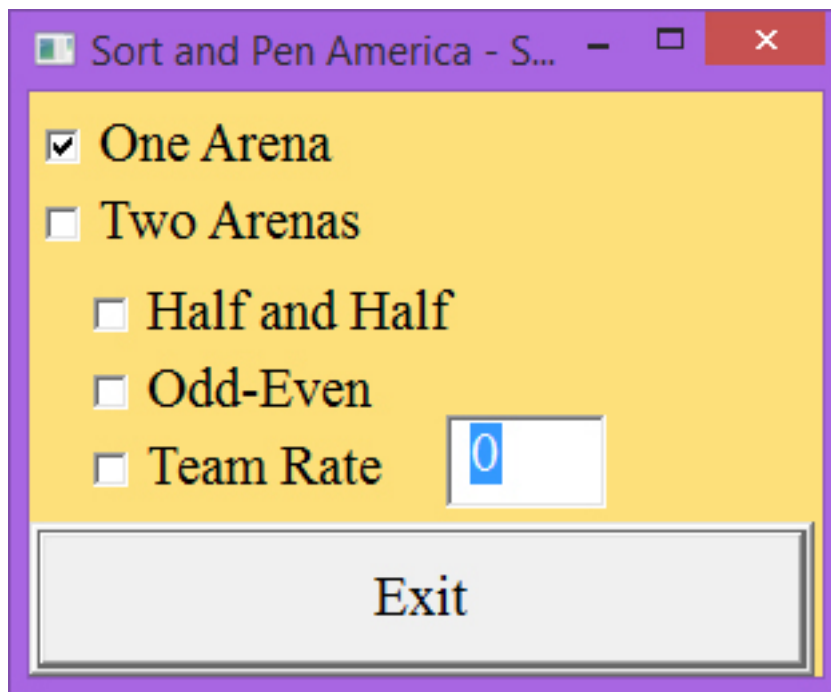 Sort and Pen America - S...
One Arena
Two Arenas
Half and Half
Odd-Even
Team Rate 0
Exit